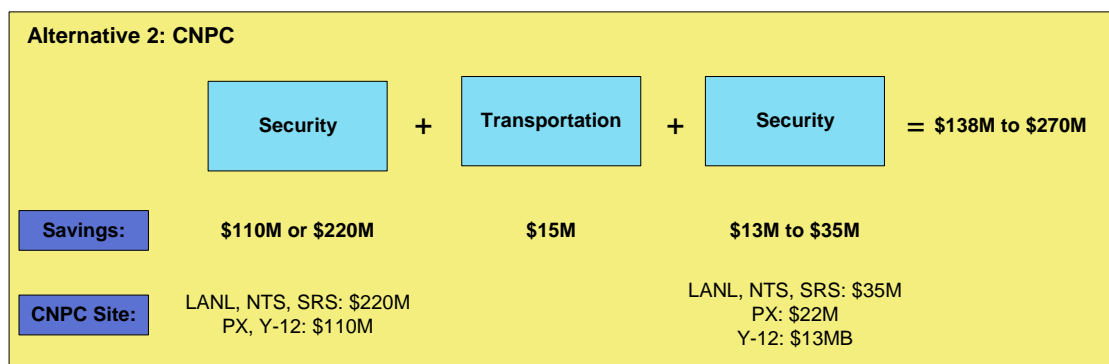 Alternative 2: CNPC
Security + Transportation + Security = $138M to $270M
Savings: $110M or $220M $15M $13M to $35M
CNPC Site:
LANL, NTS, SRS: $220M
PX, Y-12: $110M
LANL, NTS, SRS: $35M
PX: $22M
Y-12: $13MB